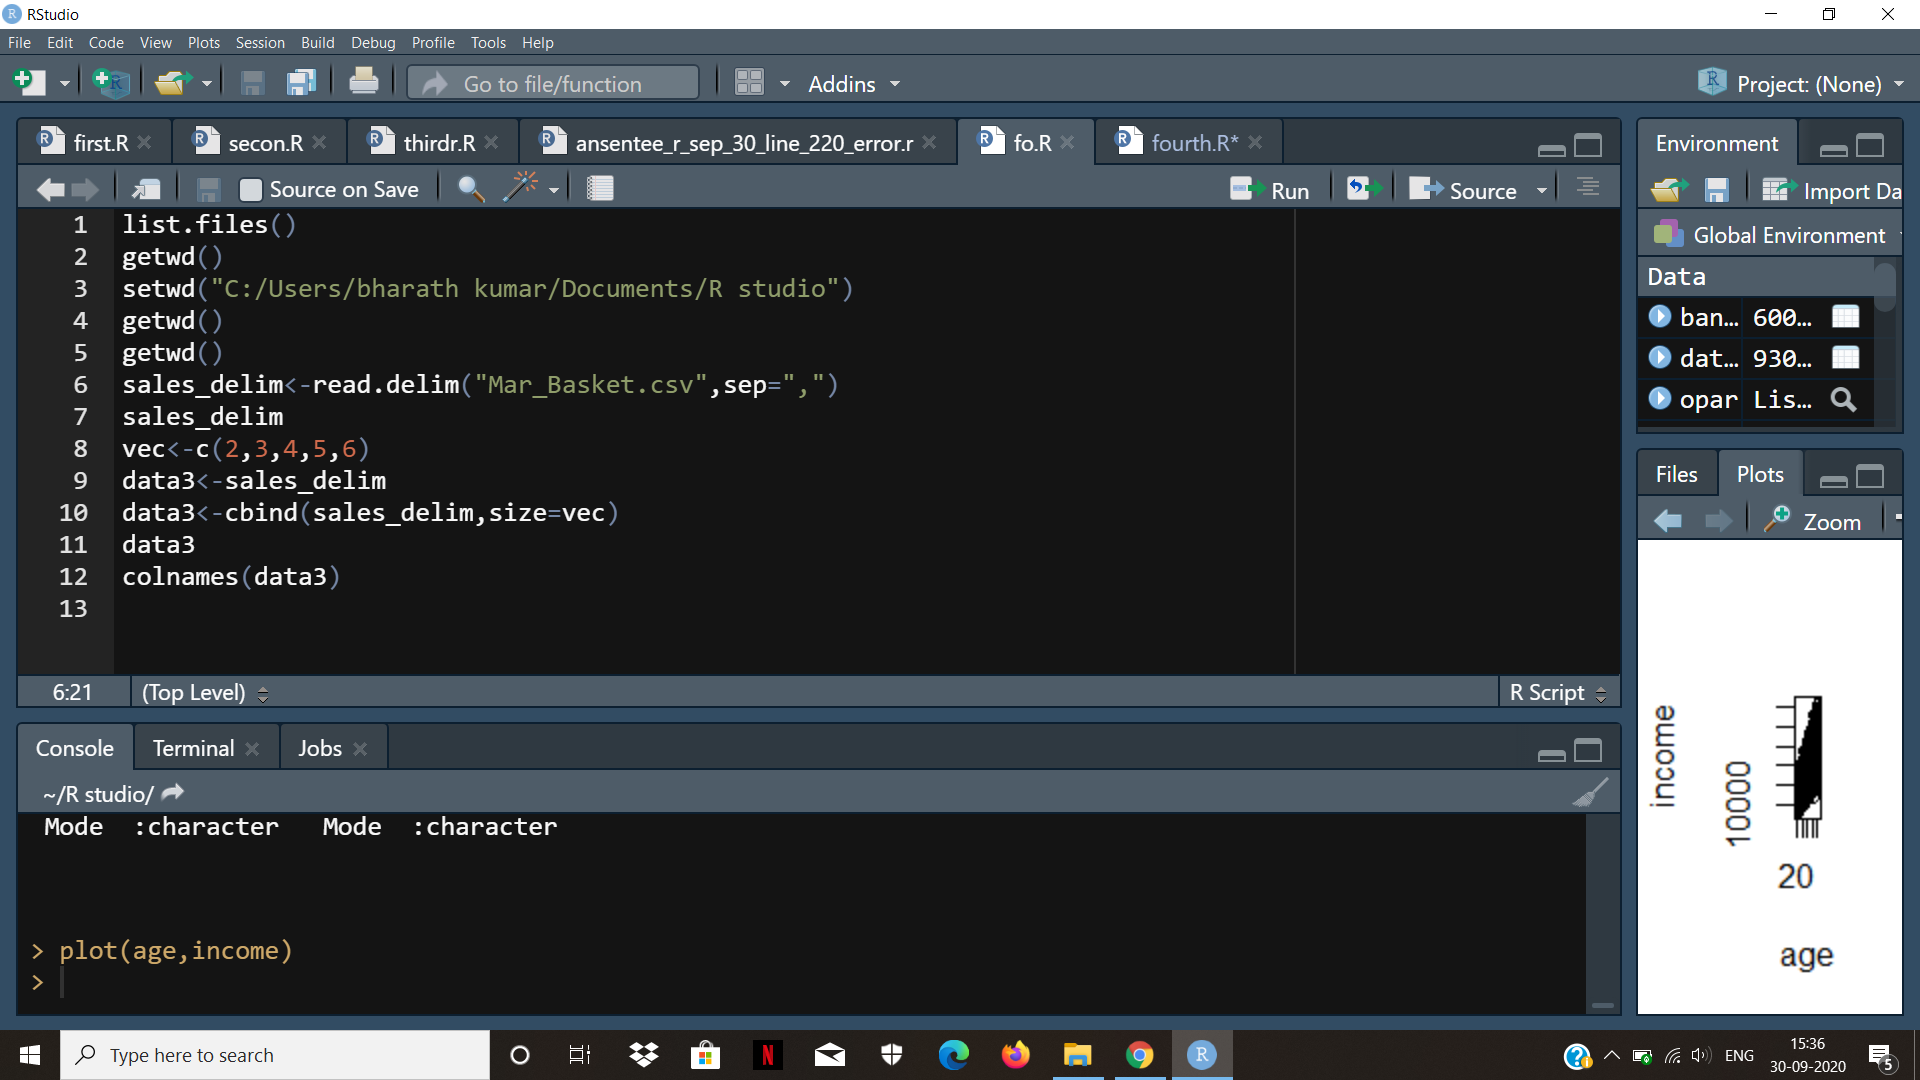 RStudio
File Edit Code View Plots Session Build Debug Profile Tools Help
Go to file/function Addins Project: (None)
first.R secon.R thirdr.R ansentee_r_sep_30_line_220_error.r fo.R fourth.R*
Source on Save Run Source
1 list.files()
2 getwd()
3 setwd("C:/Users/bharath kumar/Documents/R studio")
4 getwd()
5 getwd()
6 sales_delim<-read.delim("Mar_Basket.csv",sep=",")
7 sales_delim
8 vec<-c(2,3,4,5,6)
9 data3<-sales_delim
10 data3<-cbind(sales_delim,size=vec)
11 data3
12 colnames(data3)
13
6:21 (Top Level) R Script
Console Terminal Jobs
~/R studio/
Mode :character Mode :character
> plot(age,income)
>
Environment
Import Da
Global Environment
Data
ban… 600…
dat… 930…
opar Lis…
Files Plots
Zoom
income
10000
20
age
Type here to search
N
R
ENG
15:36
30-09-2020
5